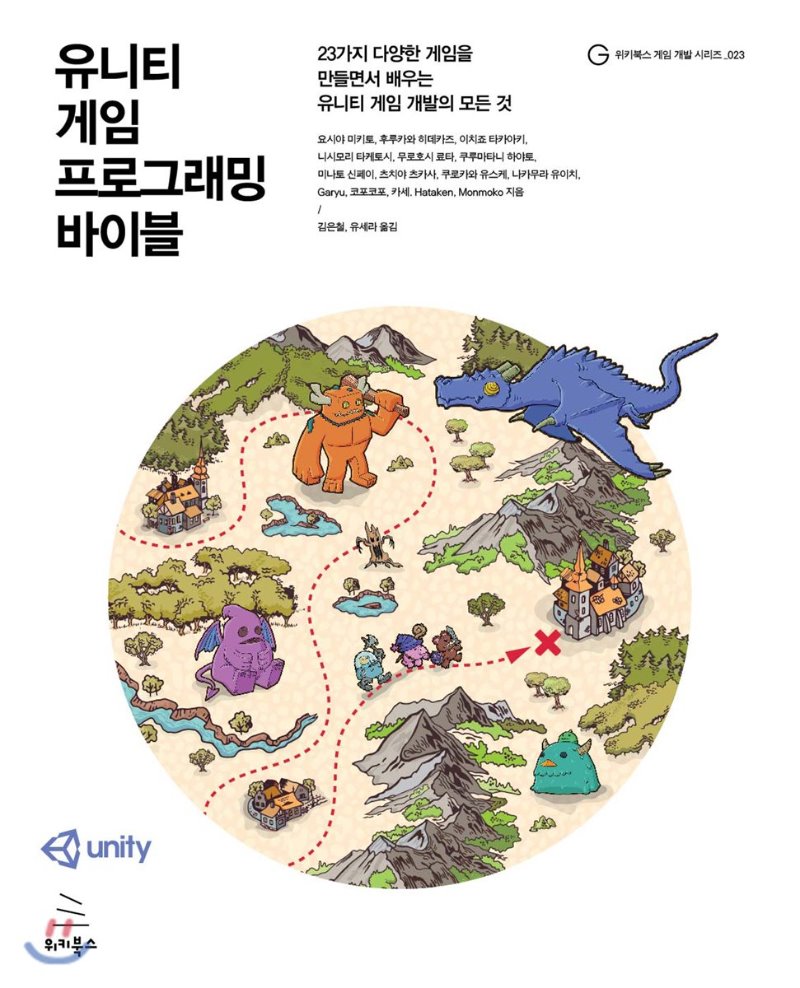 유니티
게임
프로그래밍
바이블
23가지 다양한 게임을
만들면서 배우는
유니티 게임 개발의 모든 것
위키북스 게임 개발 시리즈_023
요시야 미키토, 후루카와 히데카즈, 이치죠 타카아키,
니시모리 타케토시, 무로호시 료타, 쿠루마타니 하야토,
미나토 신페이, 츠치야 츠카사, 쿠로카와 유스케, 나카무라 유이치,
Garyu, 코포코포, 카세, Hataken, Monmoko 지음
/
김은철, 유세라 옮김
unity
위키북스